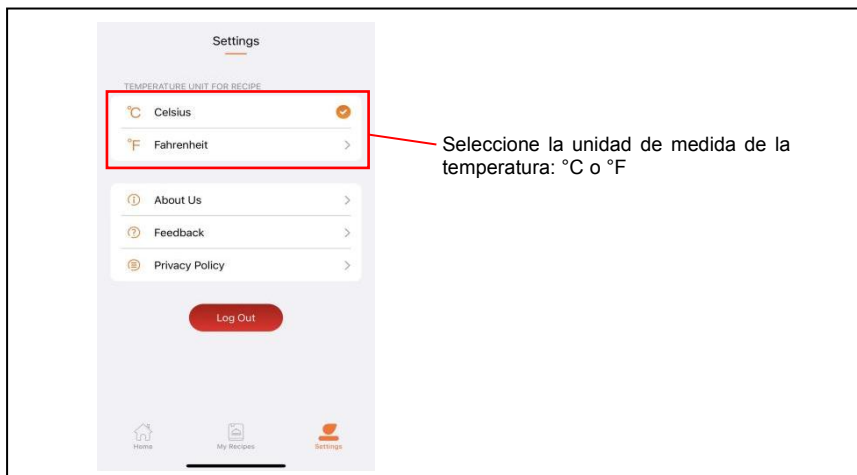 Settings
TEMPERATURE UNIT FOR RECIPE
°C Celsius
°F Fahrenheit
Seleccione la unidad de medida de la
temperatura: °C o °F
About Us
Feedback
Privacy Policy
Log Out
Home My Recipes Settings